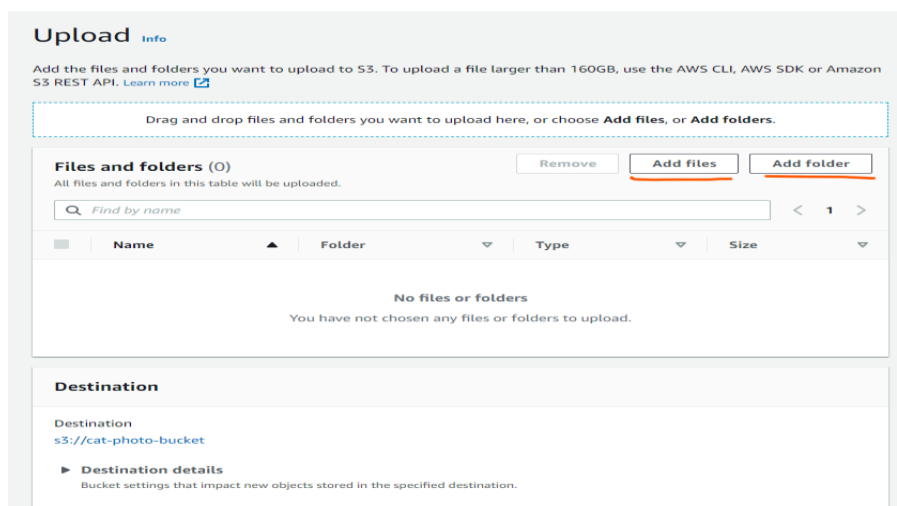 Upload Info
Add the files and folders you want to upload to S3. To upload a file larger than 160GB, use the AWS CLI, AWS SDK or Amazon
S3 REST API. Learn more
Drag and drop files and folders you want to upload here, or choose Add files, or Add folders.
Files and folders (0)
Remove Add files Add folder
All files and folders in this table will be uploaded.
Find by name
< 1 >
Name Folder Type Size
No files or folders
You have not chosen any files or folders to upload.
Destination
Destination
s3://cat-photo-bucket
Destination details
Bucket settings that impact new objects stored in the specified destination.